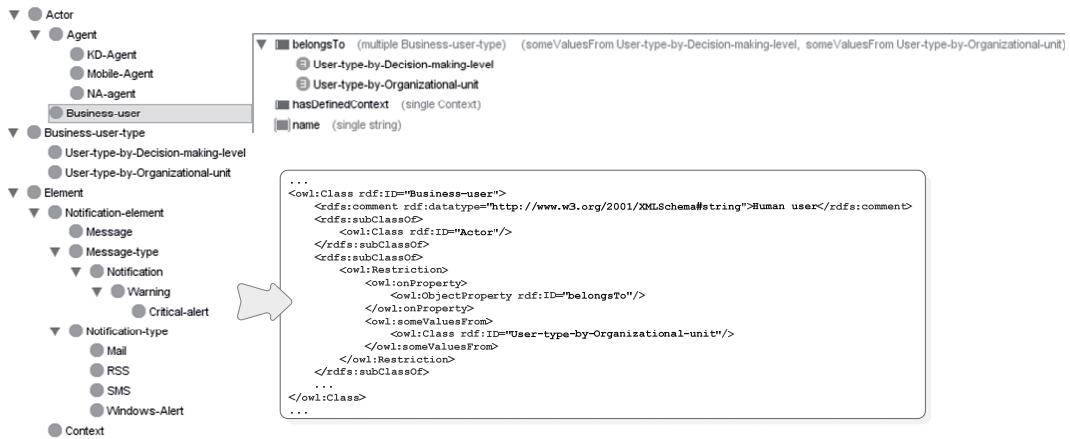 Actor
Agent
KD-Agent
Mobile-Agent
NA-agent
Business-user
Business-user-type
User-type-by-Decision-making-level
User-type-by-Organizational-unit
Element
Notification-element
Message
Message-type
Notification
Warning
Critical-alert
Notification-type
Mail
RSS
SMS
Windows-Alert
Context
belongsTo (multiple Business-user-type) (someValuesFrom User-type-by-Decision-making-level, someValuesFrom User-type-by-Organizational-unit)
User-type-by-Decision-making-level
User-type-by-Organizational-unit
hasDefinedContext (single Context)
name (single string)
...
<owl:Class rdf:ID="Business-user">
<rdfs:comment rdf:datatype="http://www.w3.org/2001/XMLSchema#string">Human user</rdfs:comment>
<rdfs:subClassOf>
<owl:Class rdf:ID="Actor"/>
</rdfs:subClassOf>
<rdfs:subClassOf>
<owl:Restriction>
<owl:onProperty>
<owl:ObjectProperty rdf:ID="belongsTo"/>
</owl:onProperty>
<owl:someValuesFrom>
<owl:Class rdf:ID="User-type-by-Organizational-unit"/>
</owl:someValuesFrom>
</owl:Restriction>
</rdfs:subClassOf>
...
</owl:Class>
...